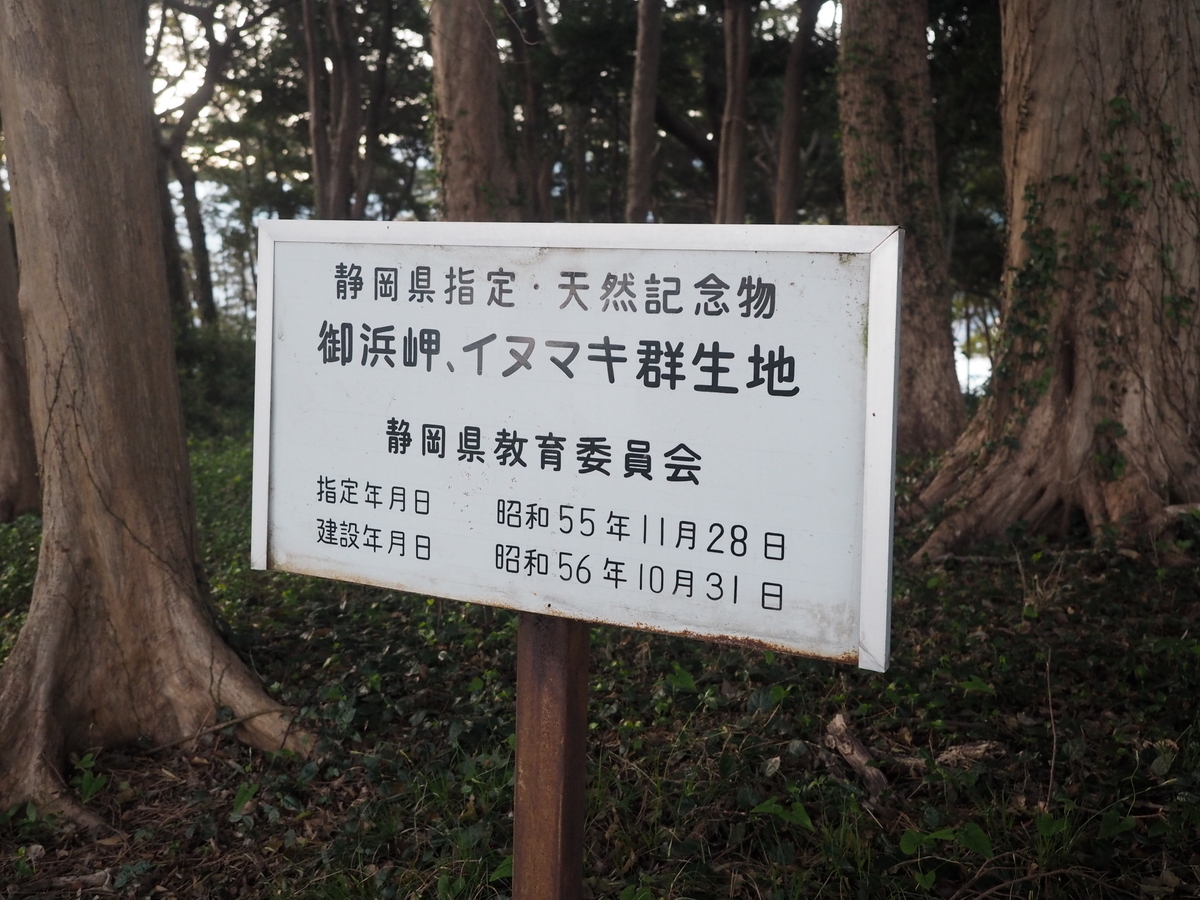 静岡県指定・天然記念物
御浜岬、イヌマキ群生地
静岡県教育委員会
指定年月日 昭和55年11月28日
建設年月日 昭和56年10月31日